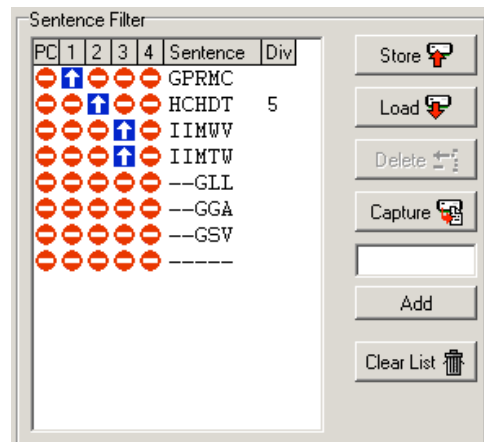 Sentence Filter
PC 1 2 3 4 Sentence Div
GPRMC
HCHDT 5
IIMWV
IIMTW
--GLL
--GGA
--GSV
-----
Store
Load
Delete
Capture
Add
Clear List